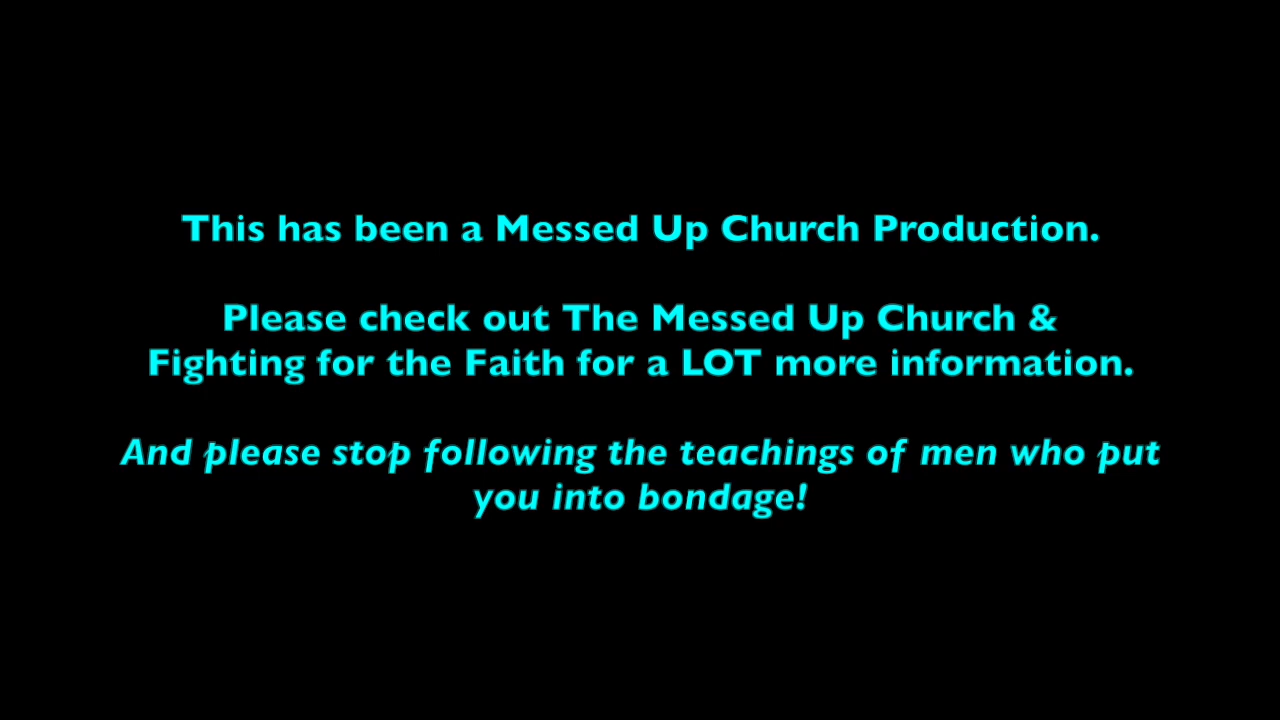 This has been a Messed Up Church Production.
Please check out The Messed Up Church &
Fighting for the Faith for a LOT more information.
And please stop following the teachings of men who put
you into bondage!